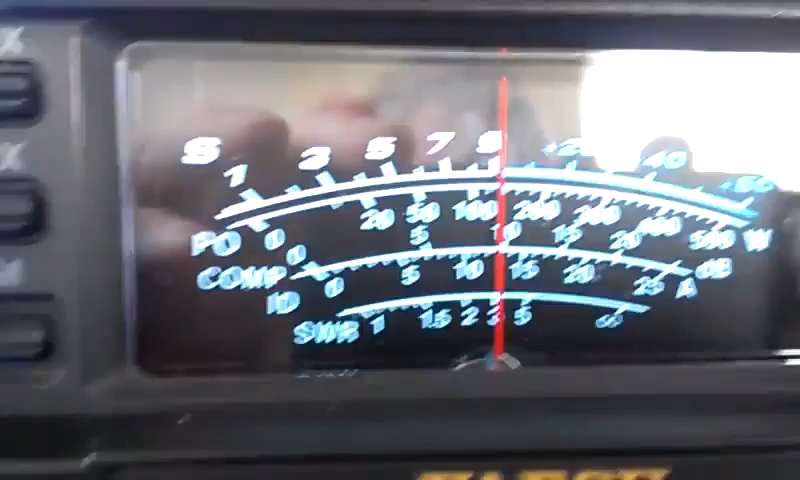 S 1 3 5 7 9 +20 +40 +60
PO 0 20 50 100 200 300 400 500 W
COMP 0 5 10 15 20 dB
ID 0 5 10 15 20 25 A
SWR 1 1.5 2 3 5 ∞